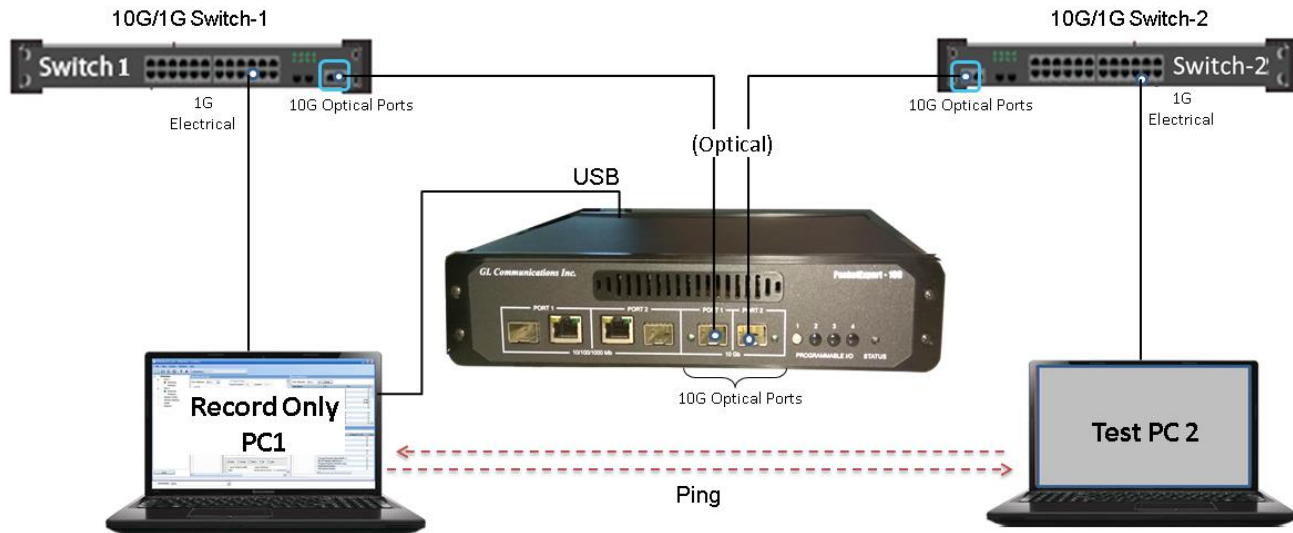 10G/1G Switch-1
10G/1G Switch-2
Switch 1
Switch-2
1G
Electrical
10G Optical Ports
10G Optical Ports
1G
Electrical
(Optical)
USB
GL Communications Inc.
PacketExpert - 10G
PORT 1
PORT 2
PORT 1
PORT 2
1
2
3
4
10/100/1000 Mb
10 Gb
PROGRAMMABLE I/O
STATUS
10G Optical Ports
Record Only
PC1
Test PC 2
Ping